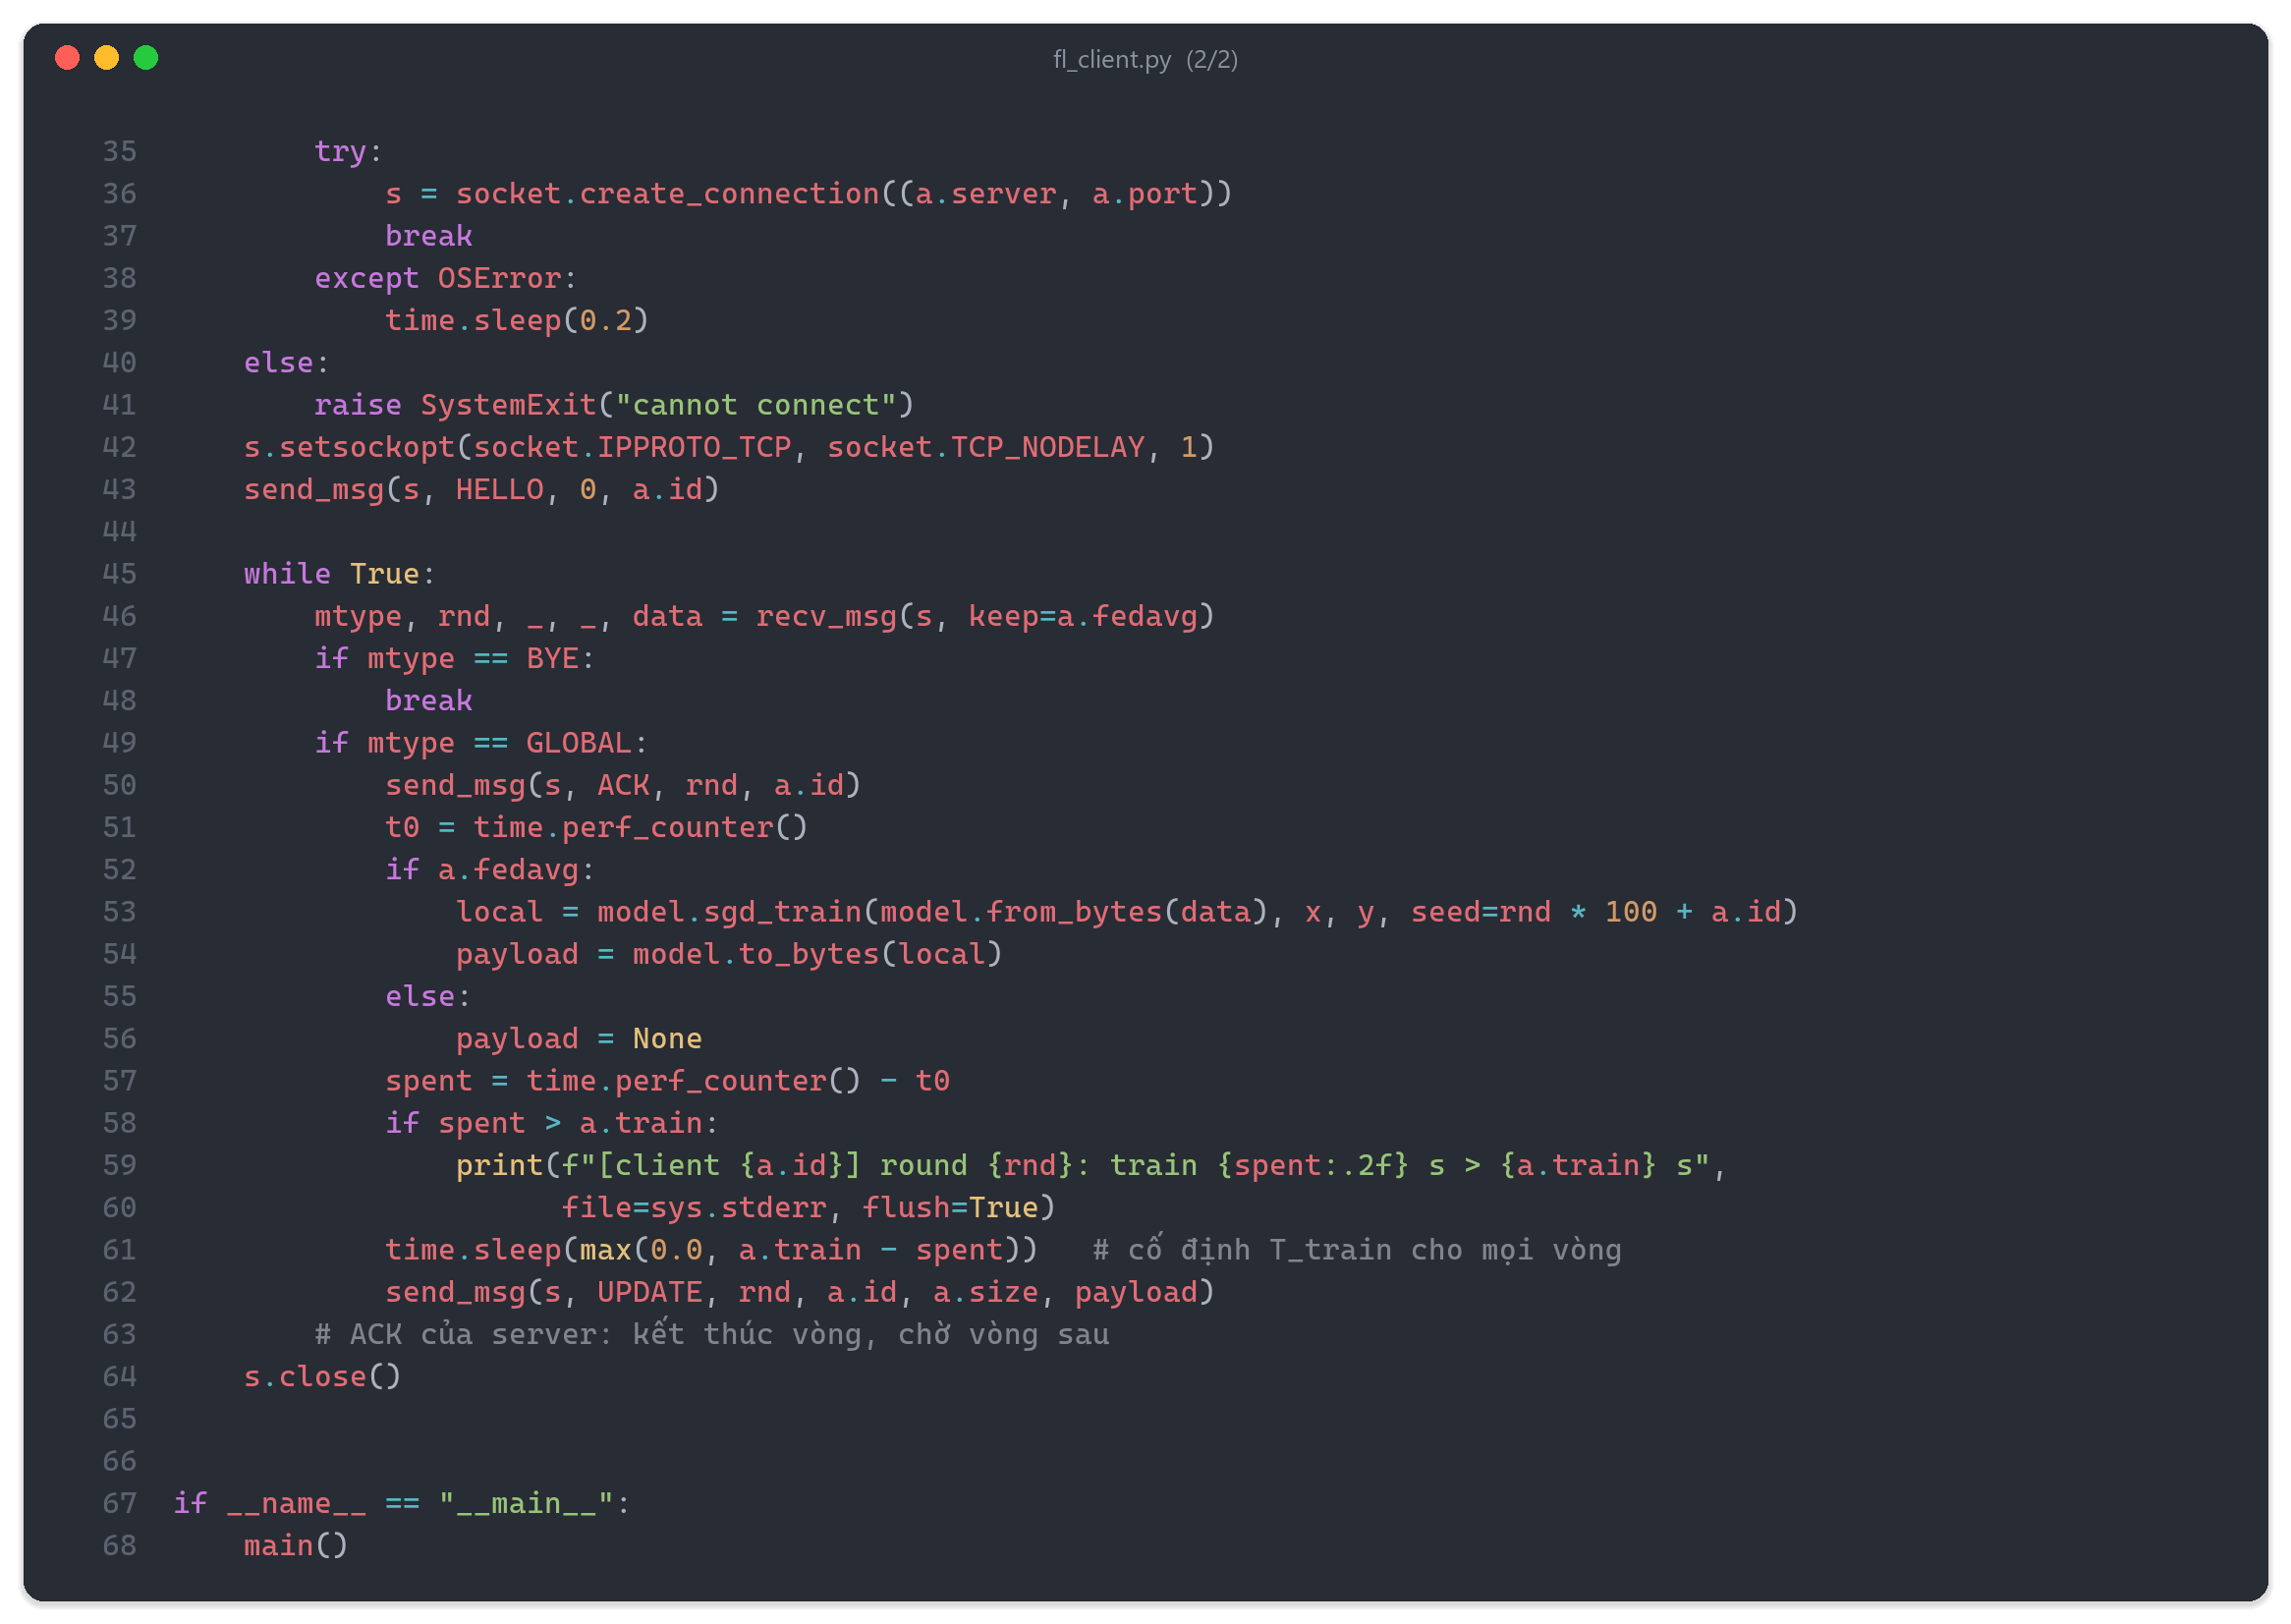 fl_client.py (2/2)
35         try:
36             s = socket.create_connection((a.server, a.port))
37             break
38         except OSError:
39             time.sleep(0.2)
40     else:
41         raise SystemExit("cannot connect")
42     s.setsockopt(socket.IPPROTO_TCP, socket.TCP_NODELAY, 1)
43     send_msg(s, HELLO, 0, a.id)
44
45     while True:
46         mtype, rnd, _, _, data = recv_msg(s, keep=a.fedavg)
47         if mtype == BYE:
48             break
49         if mtype == GLOBAL:
50             send_msg(s, ACK, rnd, a.id)
51             t0 = time.perf_counter()
52             if a.fedavg:
53                 local = model.sgd_train(model.from_bytes(data), x, y, seed=rnd * 100 + a.id)
54                 payload = model.to_bytes(local)
55             else:
56                 payload = None
57             spent = time.perf_counter() - t0
58             if spent > a.train:
59                 print(f"[client {a.id}] round {rnd}: train {spent:.2f} s > {a.train} s",
60                       file=sys.stderr, flush=True)
61             time.sleep(max(0.0, a.train - spent))   # cố định T_train cho mọi vòng
62             send_msg(s, UPDATE, rnd, a.id, a.size, payload)
63         # ACK của server: kết thúc vòng, chờ vòng sau
64     s.close()
65
66
67 if __name__ == "__main__":
68     main()